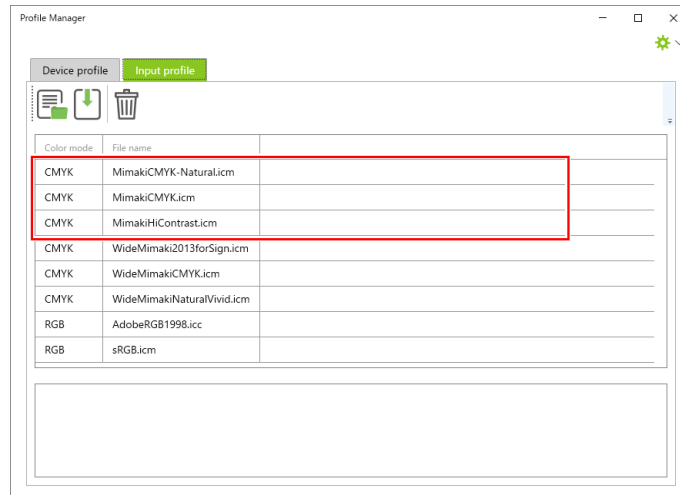 Profile Manager
Device profile Input profile
Color mode File name
CMYK MimakiCMYK-Natural.icm
CMYK MimakiCMYK.icm
CMYK MimakiHiContrast.icm
CMYK WideMimaki2013forSign.icm
CMYK WideMimakiCMYK.icm
CMYK WideMimakiNaturalVivid.icm
RGB AdobeRGB1998.icc
RGB sRGB.icm